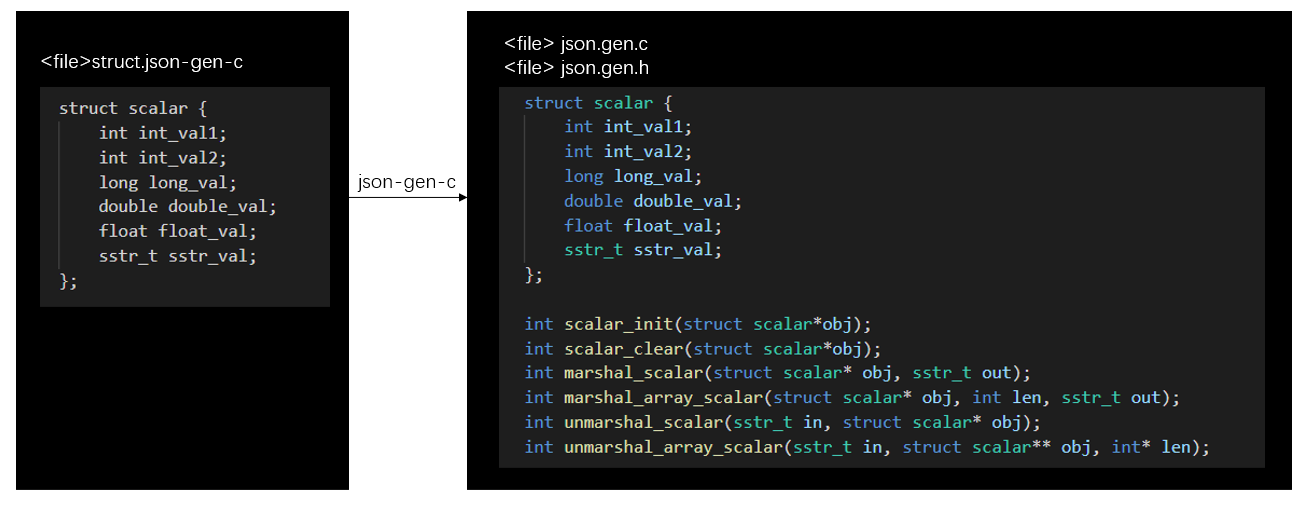 <file>struct.json-gen-c
struct scalar {
    int int_val1;
    int int_val2;
    long long_val;
    double double_val;
    float float_val;
    sstr_t sstr_val;
};
json-gen-c
<file> json.gen.c
<file> json.gen.h
struct scalar {
    int int_val1;
    int int_val2;
    long long_val;
    double double_val;
    float float_val;
    sstr_t sstr_val;
};
int scalar_init(struct scalar*obj);
int scalar_clear(struct scalar*obj);
int marshal_scalar(struct scalar* obj, sstr_t out);
int marshal_array_scalar(struct scalar* obj, int len, sstr_t out);
int unmarshal_scalar(sstr_t in, struct scalar* obj);
int unmarshal_array_scalar(sstr_t in, struct scalar** obj, int* len);